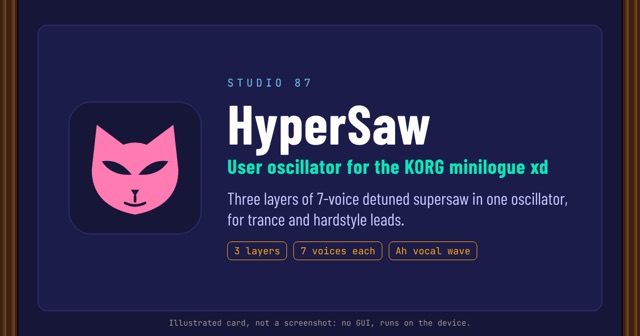 STUDIO 87
HyperSaw
User oscillator for the KORG minilogue xd
Three layers of 7-voice detuned supersaw in one oscillator,
for trance and hardstyle leads.
3 layers 7 voices each Ah vocal wave
Illustrated card, not a screenshot: no GUI, runs on the device.